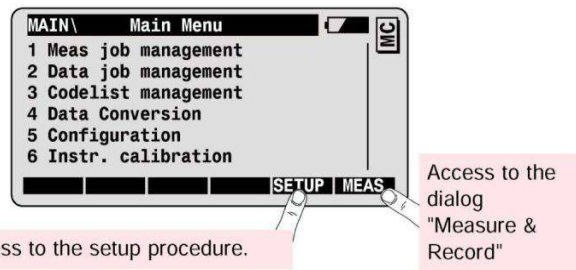 MAIN\ Main Menu
MC
1 Meas job management
2 Data job management
3 Codelist management
4 Data Conversion
5 Configuration
6 Instr. calibration
SETUP MEAS
Access to the
dialog
"Measure &
Record"
ss to the setup procedure.